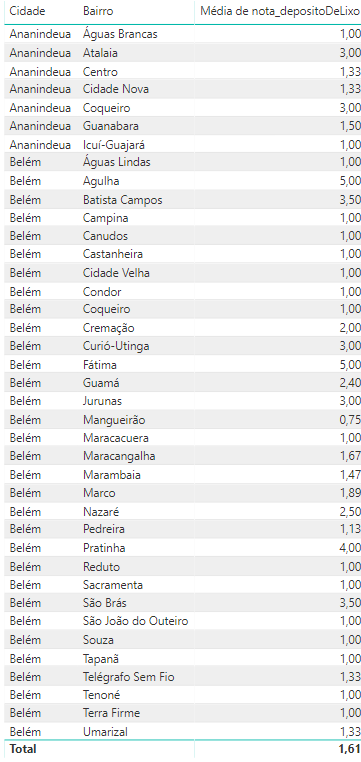 Cidade Bairro Média de nota_depositoDeLixo
Ananindeua Águas Brancas 1,00
Ananindeua Atalaia 3,00
Ananindeua Centro 1,33
Ananindeua Cidade Nova 1,33
Ananindeua Coqueiro 3,00
Ananindeua Guanabara 1,50
Ananindeua Icuí-Guajará 1,00
Belém Águas Lindas 1,00
Belém Agulha 5,00
Belém Batista Campos 3,50
Belém Campina 1,00
Belém Canudos 1,00
Belém Castanheira 1,00
Belém Cidade Velha 1,00
Belém Condor 1,00
Belém Coqueiro 1,00
Belém Cremação 2,00
Belém Curió-Utinga 3,00
Belém Fátima 5,00
Belém Guamá 2,40
Belém Jurunas 3,00
Belém Mangueirão 0,75
Belém Maracacuera 1,00
Belém Maracangalha 1,67
Belém Marambaia 1,47
Belém Marco 1,89
Belém Nazaré 2,50
Belém Pedreira 1,13
Belém Pratinha 4,00
Belém Reduto 1,00
Belém Sacramenta 1,00
Belém São Brás 3,50
Belém São João do Outeiro 1,00
Belém Souza 1,00
Belém Tapanã 1,00
Belém Telégrafo Sem Fio 1,33
Belém Tenoné 1,00
Belém Terra Firme 1,00
Belém Umarizal 1,33
Total 1,61